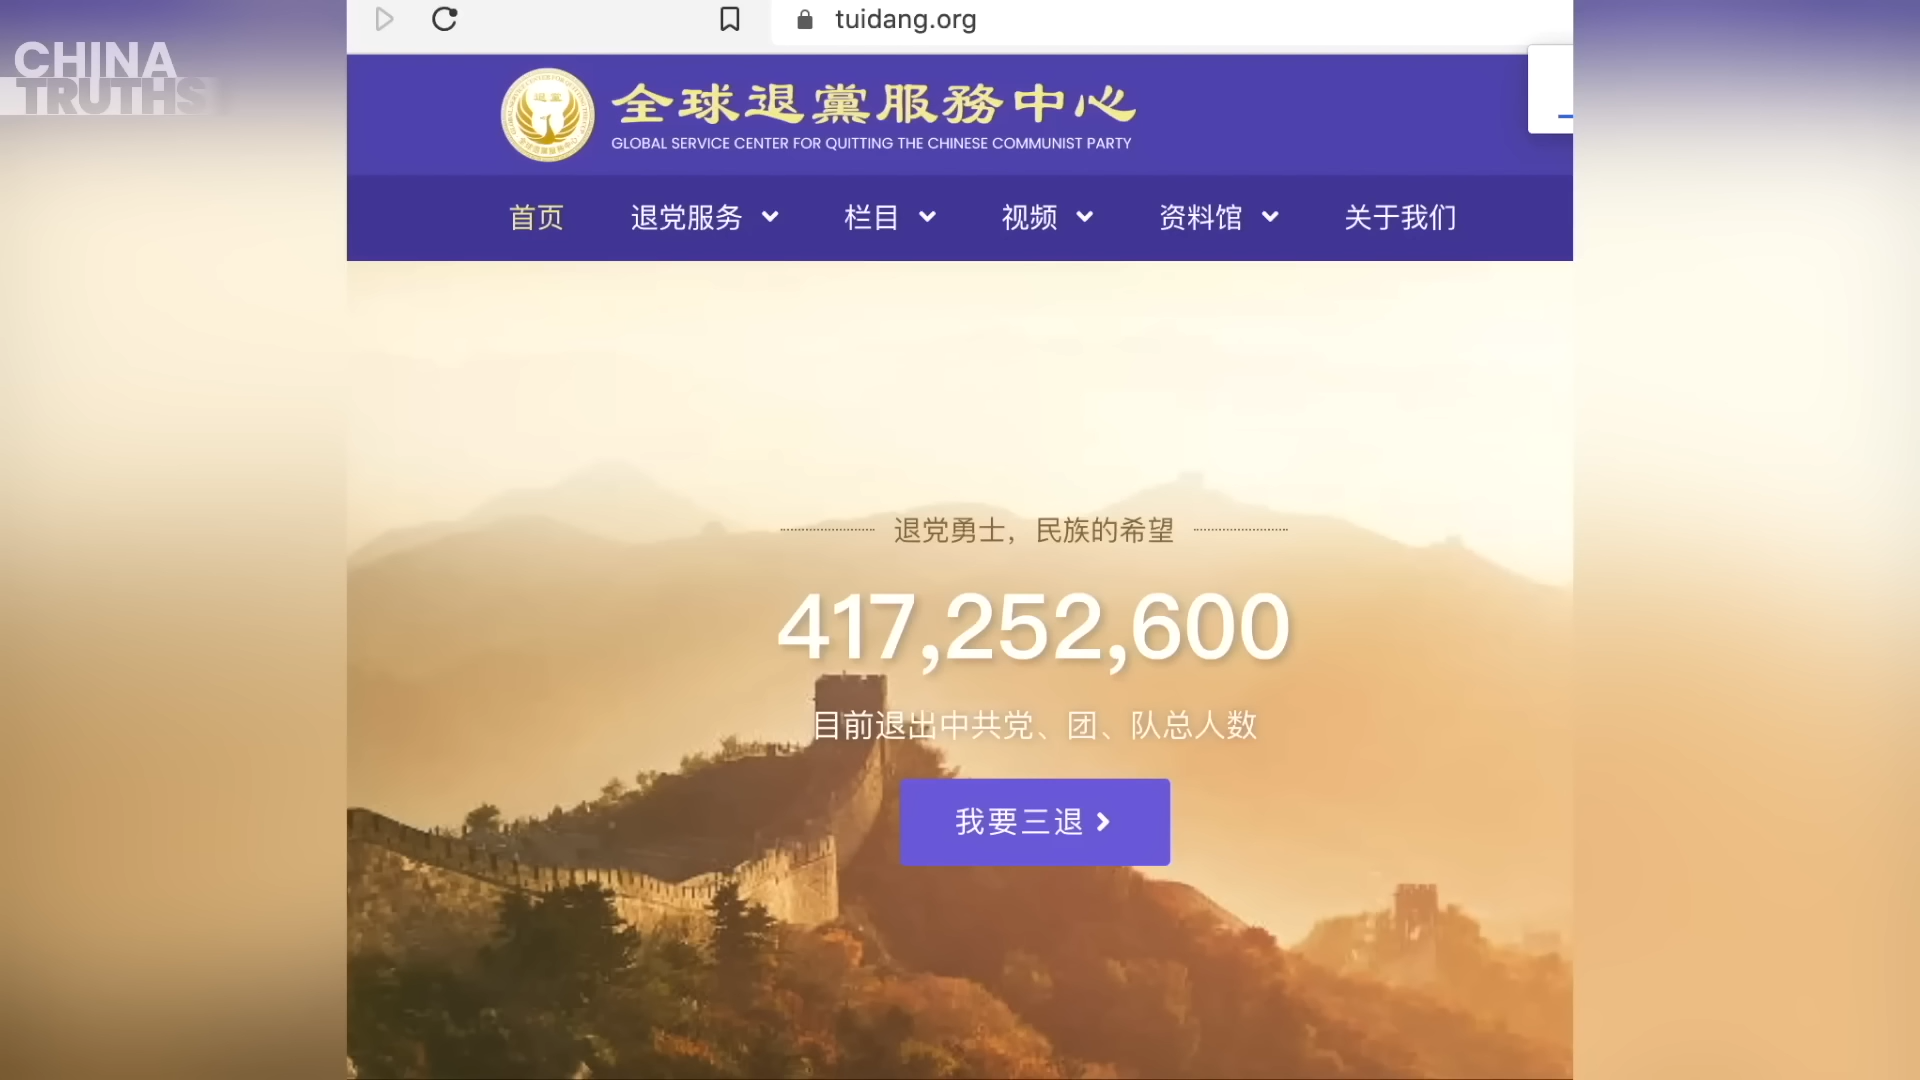 CHINA
TRUTHS
tuidang.org
全球退黨服務中心
GLOBAL SERVICE CENTER FOR QUITTING THE CHINESE COMMUNIST PARTY
首页 退党服务 栏目 视频 资料馆 关于我们
退党勇士，民族的希望
417,252,600
目前退出中共党、团、队总人数
我要三退